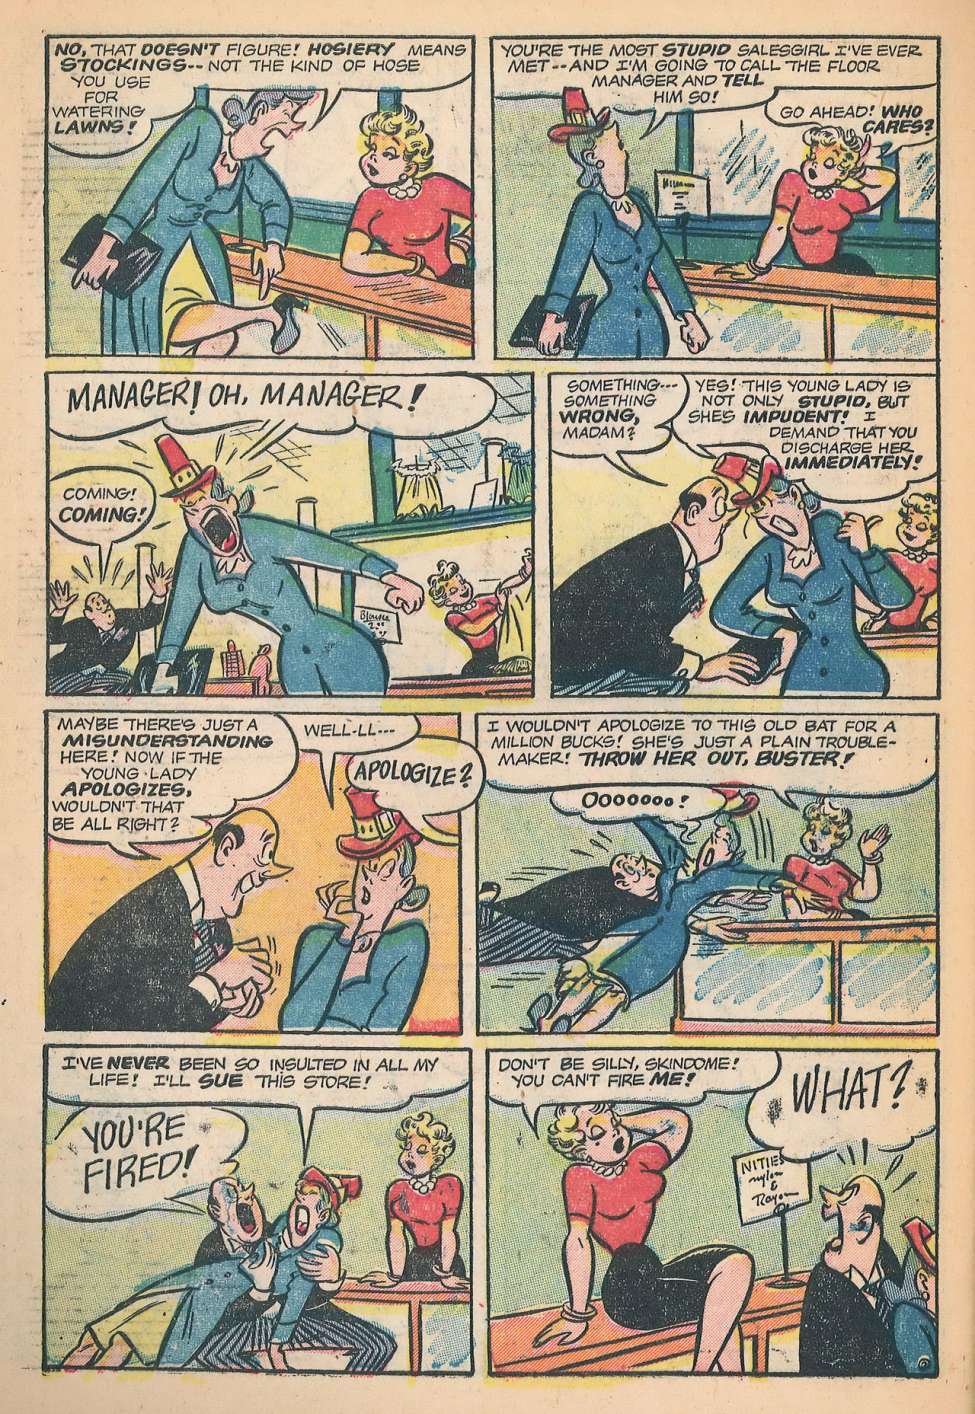 NO, THAT DOESN'T FIGURE! HOSIERY MEANS
STOCKINGS-- NOT THE KIND OF HOSE
YOU USE
FOR
WATERING
LAWNS!
YOU'RE THE MOST STUPID SALESGIRL I'VE EVER
MET--AND I'M GOING TO CALL THE FLOOR
MANAGER AND TELL
HIM SO!
GO AHEAD! WHO
CARES?
MANAGER! OH, MANAGER!
COMING!
COMING!
SOMETHING---
SOMETHING
WRONG,
MADAM?
YES! THIS YOUNG LADY IS
NOT ONLY STUPID, BUT
SHE'S IMPUDENT! I
DEMAND THAT YOU
DISCHARGE HER
IMMEDIATELY!
MAYBE THERE'S JUST A
MISUNDERSTANDING
HERE! NOW IF THE
YOUNG LADY
APOLOGIZES,
WOULDN'T THAT
BE ALL RIGHT?
WELL-LL---
APOLOGIZE?
I WOULDN'T APOLOGIZE TO THIS OLD BAT FOR A
MILLION BUCKS! SHE'S JUST A PLAIN TROUBLE-
MAKER! THROW HER OUT, BUSTER!
OOOOOOO!
I'VE NEVER BEEN SO INSULTED IN ALL MY
LIFE! I'LL SUE THIS STORE!
YOU'RE
FIRED!
DON'T BE SILLY, SKINDOME!
YOU CAN'T FIRE ME!
WHAT?
NITIES
nylon
&
Rayon